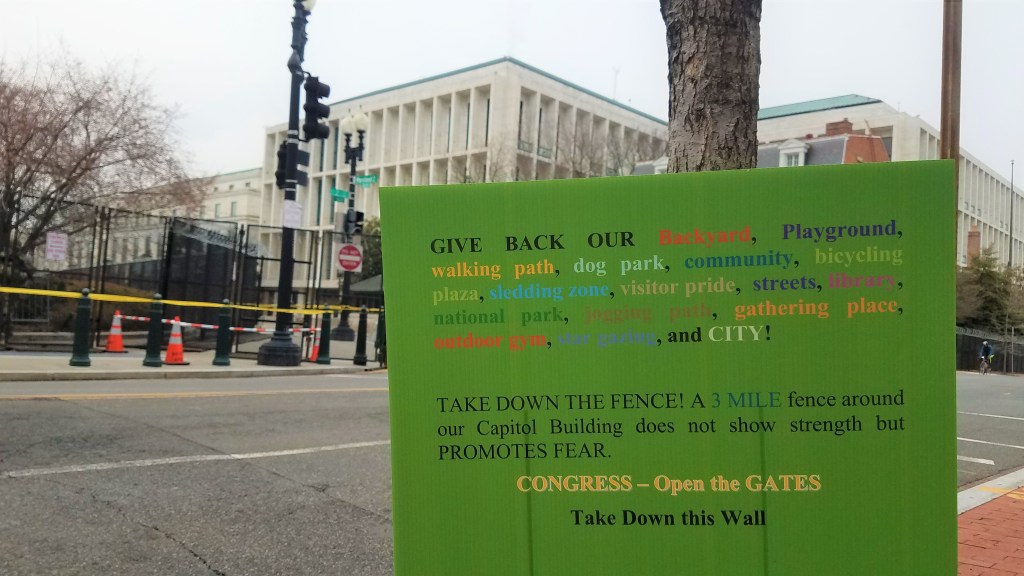 GIVE BACK OUR Backyard, Playground,
walking path, dog park, community, bicycling
plaza, sledding zone, visitor pride, streets, library,
national park, jogging path, gathering place,
outdoor gym, star gazing, and CITY!
TAKE DOWN THE FENCE! A 3 MILE fence around
our Capitol Building does not show strength but
PROMOTES FEAR.
CONGRESS – Open the GATES
Take Down this Wall